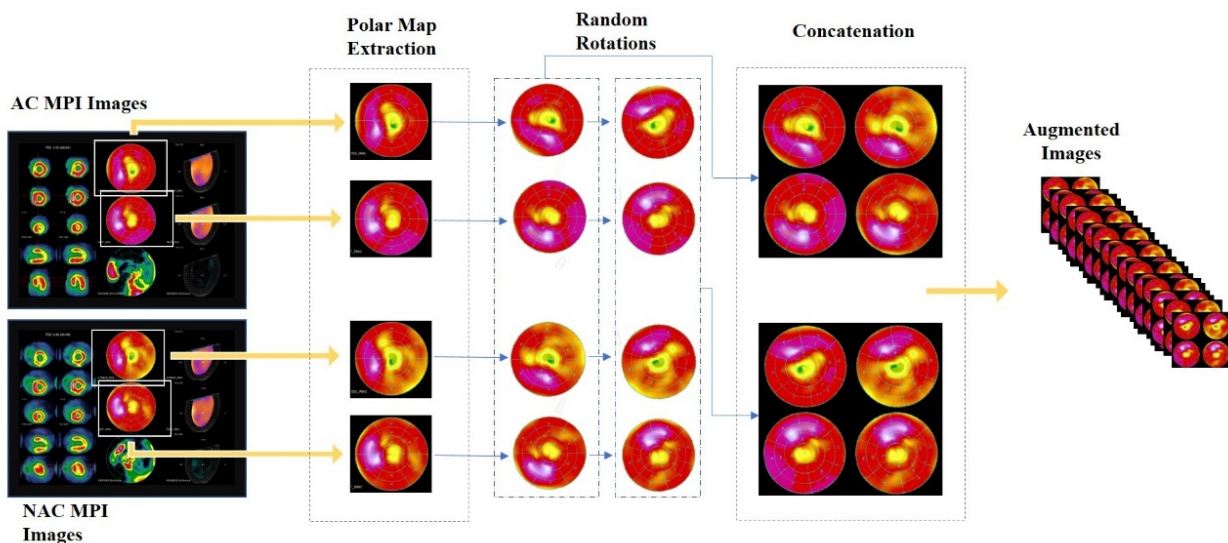 Polar Map
Extraction
Random
Rotations
Concatenation
AC MPI Images
Augmented
Images
NAC MPI
Images